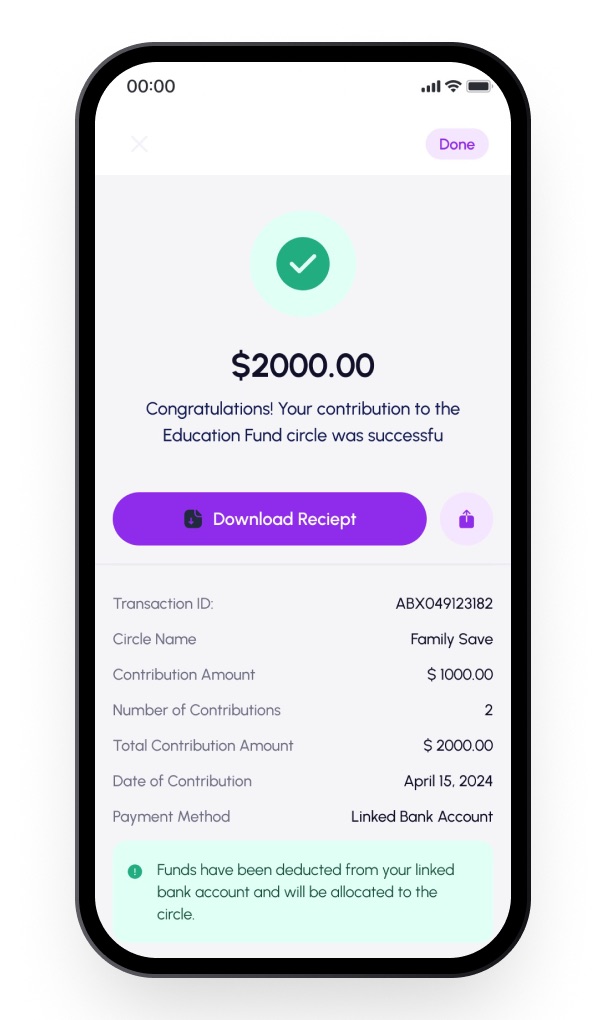 00:00
Done
$2000.00
Congratulations! Your contribution to the
Education Fund circle was successfu
Download Reciept
Transaction ID: ABX049123182
Circle Name Family Save
Contribution Amount $ 1000.00
Number of Contributions 2
Total Contribution Amount $ 2000.00
Date of Contribution April 15, 2024
Payment Method Linked Bank Account
Funds have been deducted from your linked
bank account and will be allocated to the
circle.